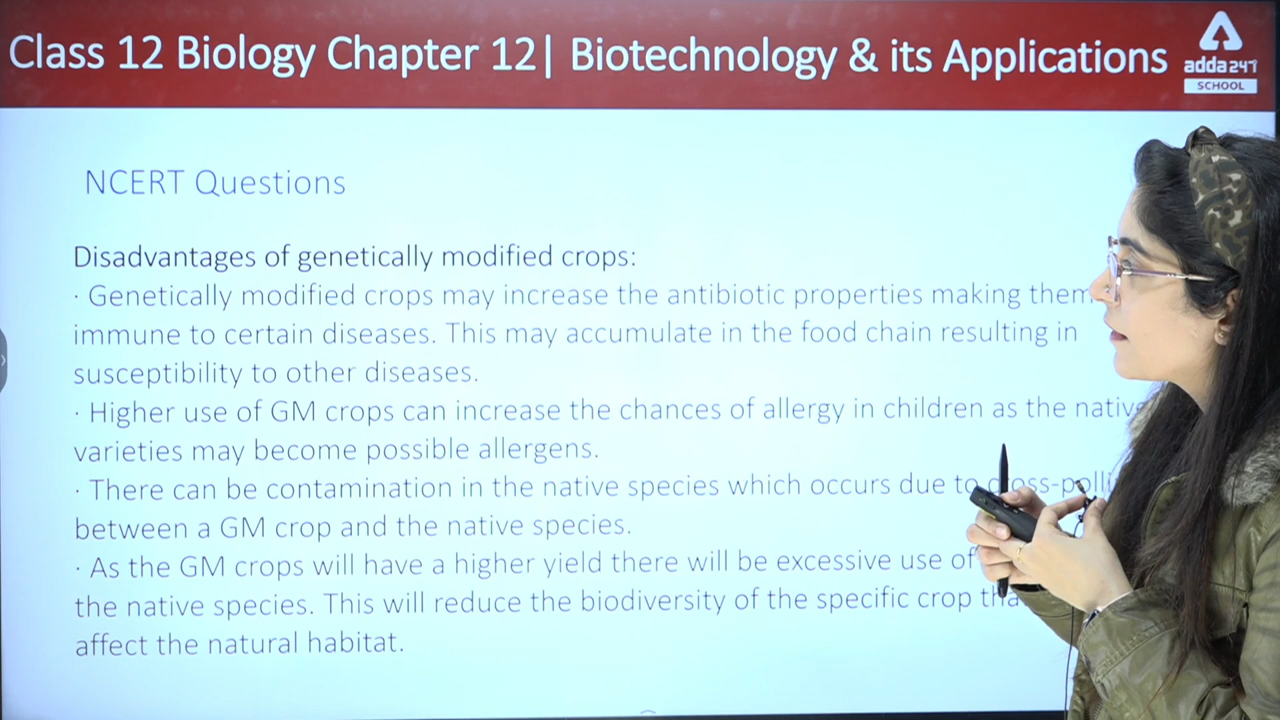 Class 12 Biology Chapter 12| Biotechnology & its Applications
adda247
SCHOOL
NCERT Questions
Disadvantages of genetically modified crops:
· Genetically modified crops may increase the antibiotic properties making them
immune to certain diseases. This may accumulate in the food chain resulting in
susceptibility to other diseases.
· Higher use of GM crops can increase the chances of allergy in children as the native
varieties may become possible allergens.
· There can be contamination in the native species which occurs due to
between a GM crop and the native species.
· As the GM crops will have a higher yield there will be excessive use of
the native species. This will reduce the biodiversity of the specific crop
affect the natural habitat.